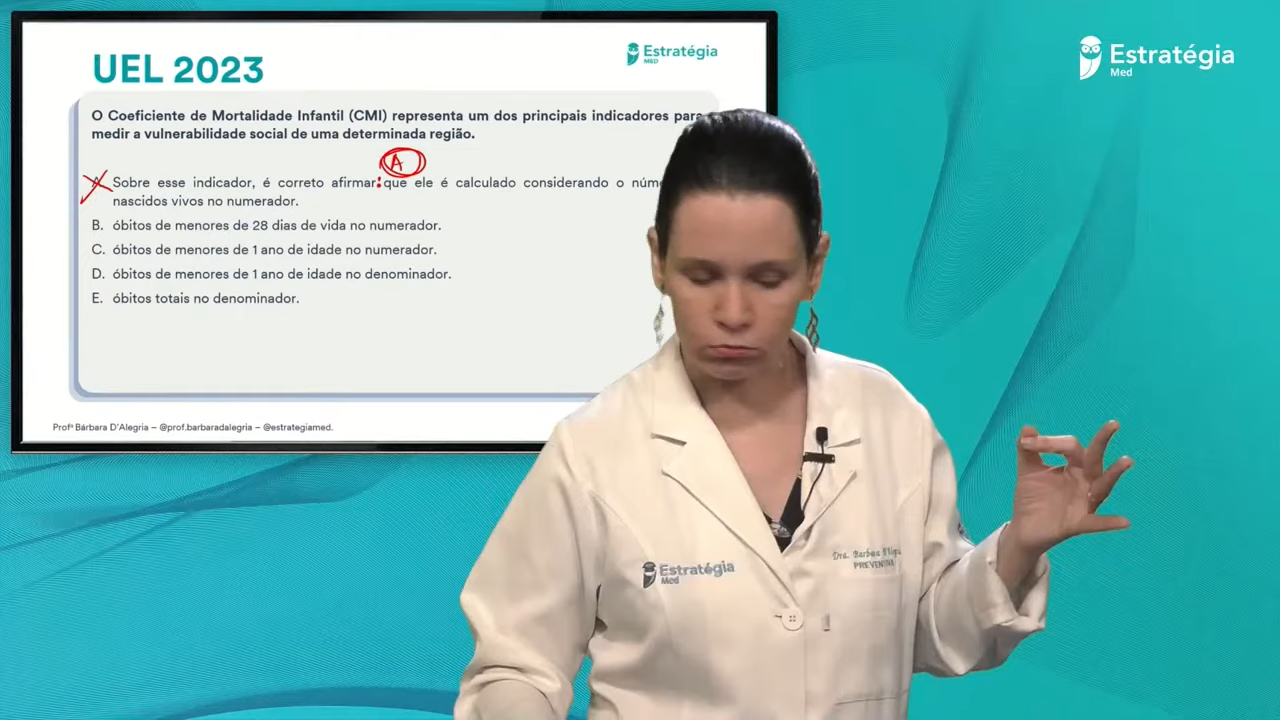 UEL 2023
Estratégia
MED
Estratégia
Med
O Coeficiente de Mortalidade Infantil (CMI) representa um dos principais indicadores para
medir a vulnerabilidade social de uma determinada região.
A
A. Sobre esse indicador, é correto afirmar: que ele é calculado considerando o
nascidos vivos no numerador.
B. óbitos de menores de 28 dias de vida no numerador.
C. óbitos de menores de 1 ano de idade no numerador.
D. óbitos de menores de 1 ano de idade no denominador.
E. óbitos totais no denominador.
Profª Bárbara D'Alegria – @prof.barbaradalegria – @estrategiamed.
Estratégia
Med
Dra. Barbara
PREVENTIVA